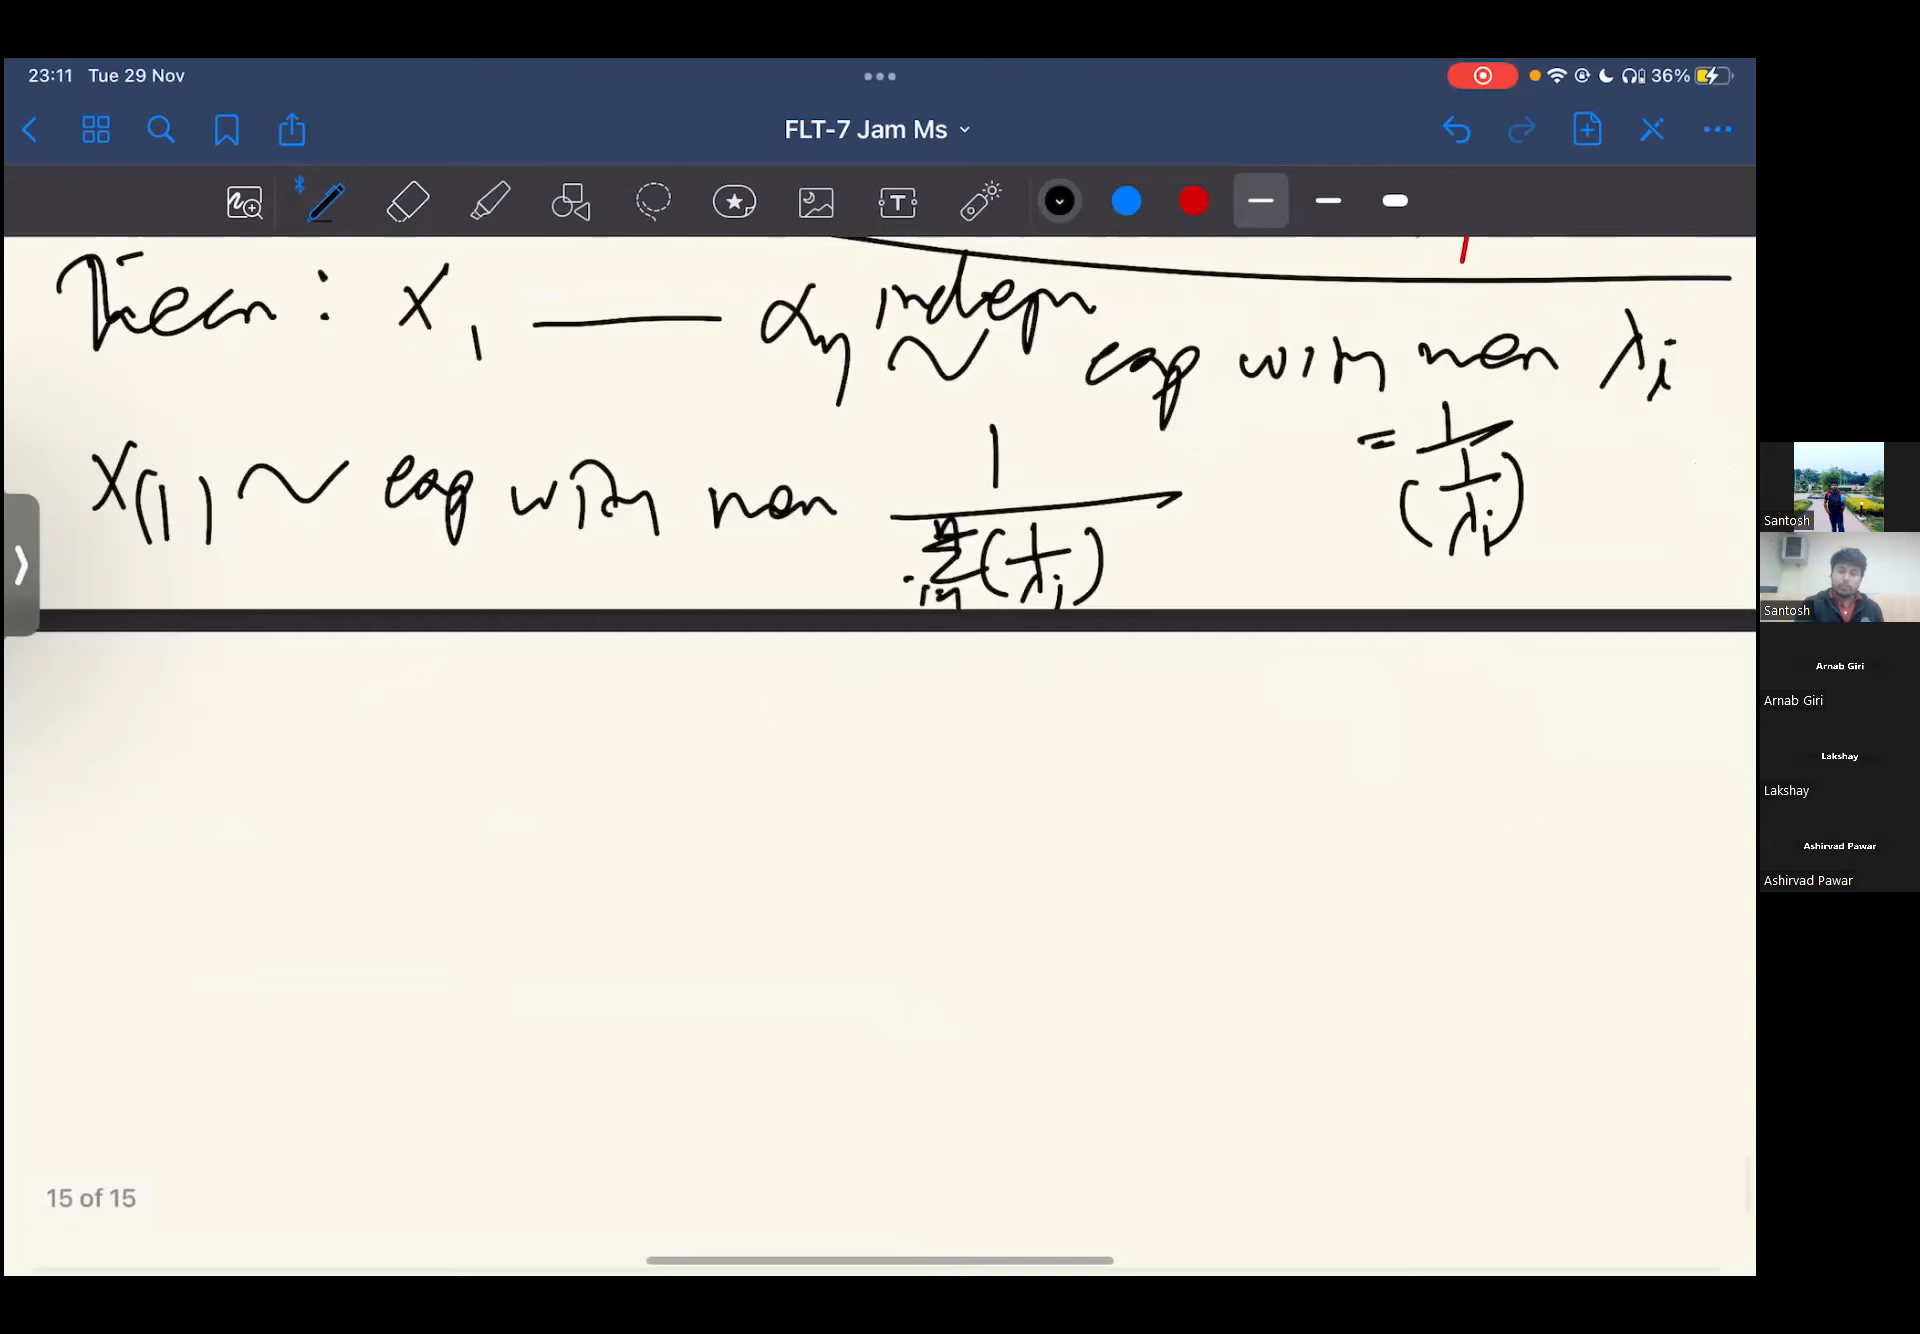 23:11 Tue 29 Nov
36%
FLT-7 Jam Ms
Theorem : X₁ —— Xₙ indepn ~ exp with mean λi
= 1/(1/λi)
X(1) ~ exp with mean 1/(Σ(1/λi))
i=1
n
15 of 15
Santosh
Santosh
Arnab Giri
Arnab Giri
Lakshay
Lakshay
Ashirvad Pawar
Ashirvad Pawar